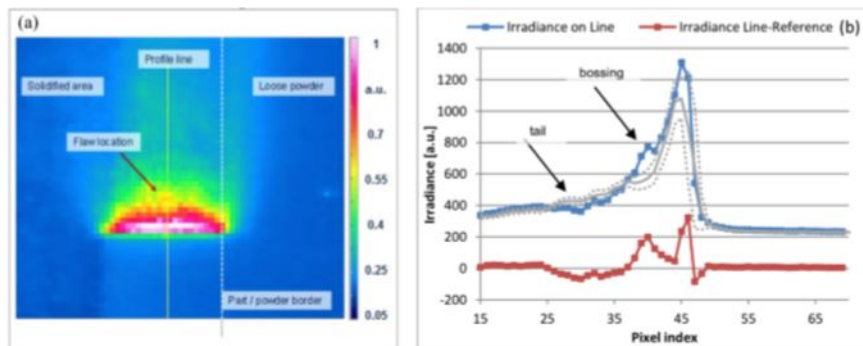 (a)
Solidified area
Profile line
Loose powder
Flaw location
Part / powder border
1
a.u.
0.7
0.55
0.4
0.25
0.05
Irradiance on Line
Irradiance Line-Reference
(b)
Irradiance [a.u.]
1400
1200
1000
800
600
400
200
0
-200
bossing
tail
15
25
35
45
55
65
Pixel index